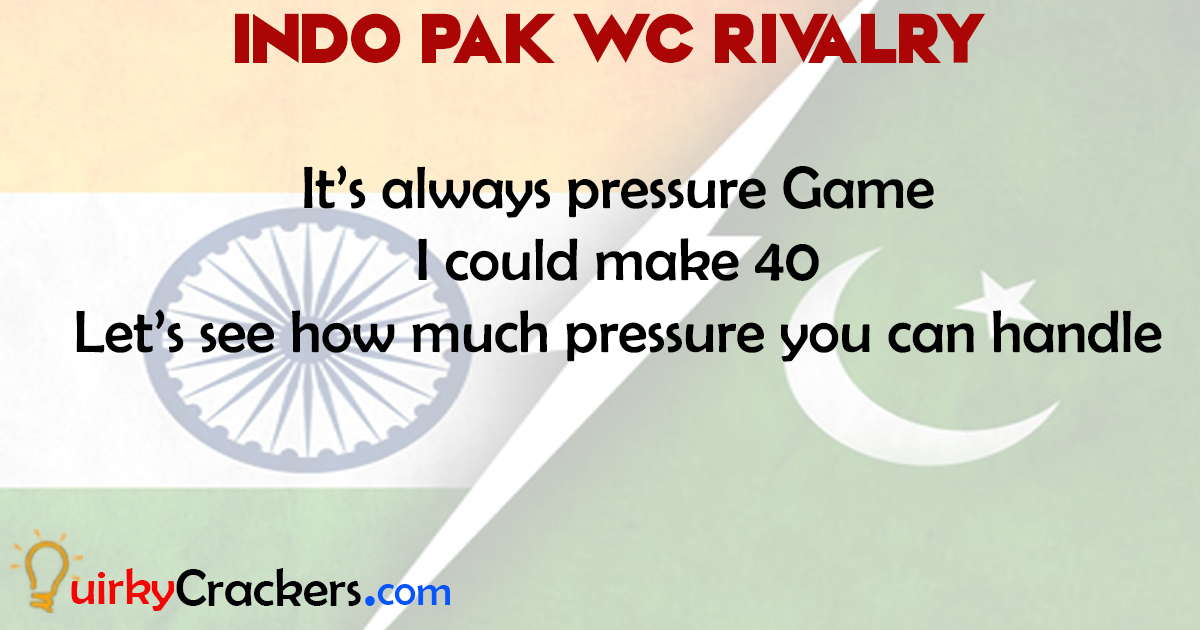 INDO PAK WC RIVALRY
It's always pressure Game
I could make 40
Let's see how much pressure you can handle
QuirkyCrackers.com